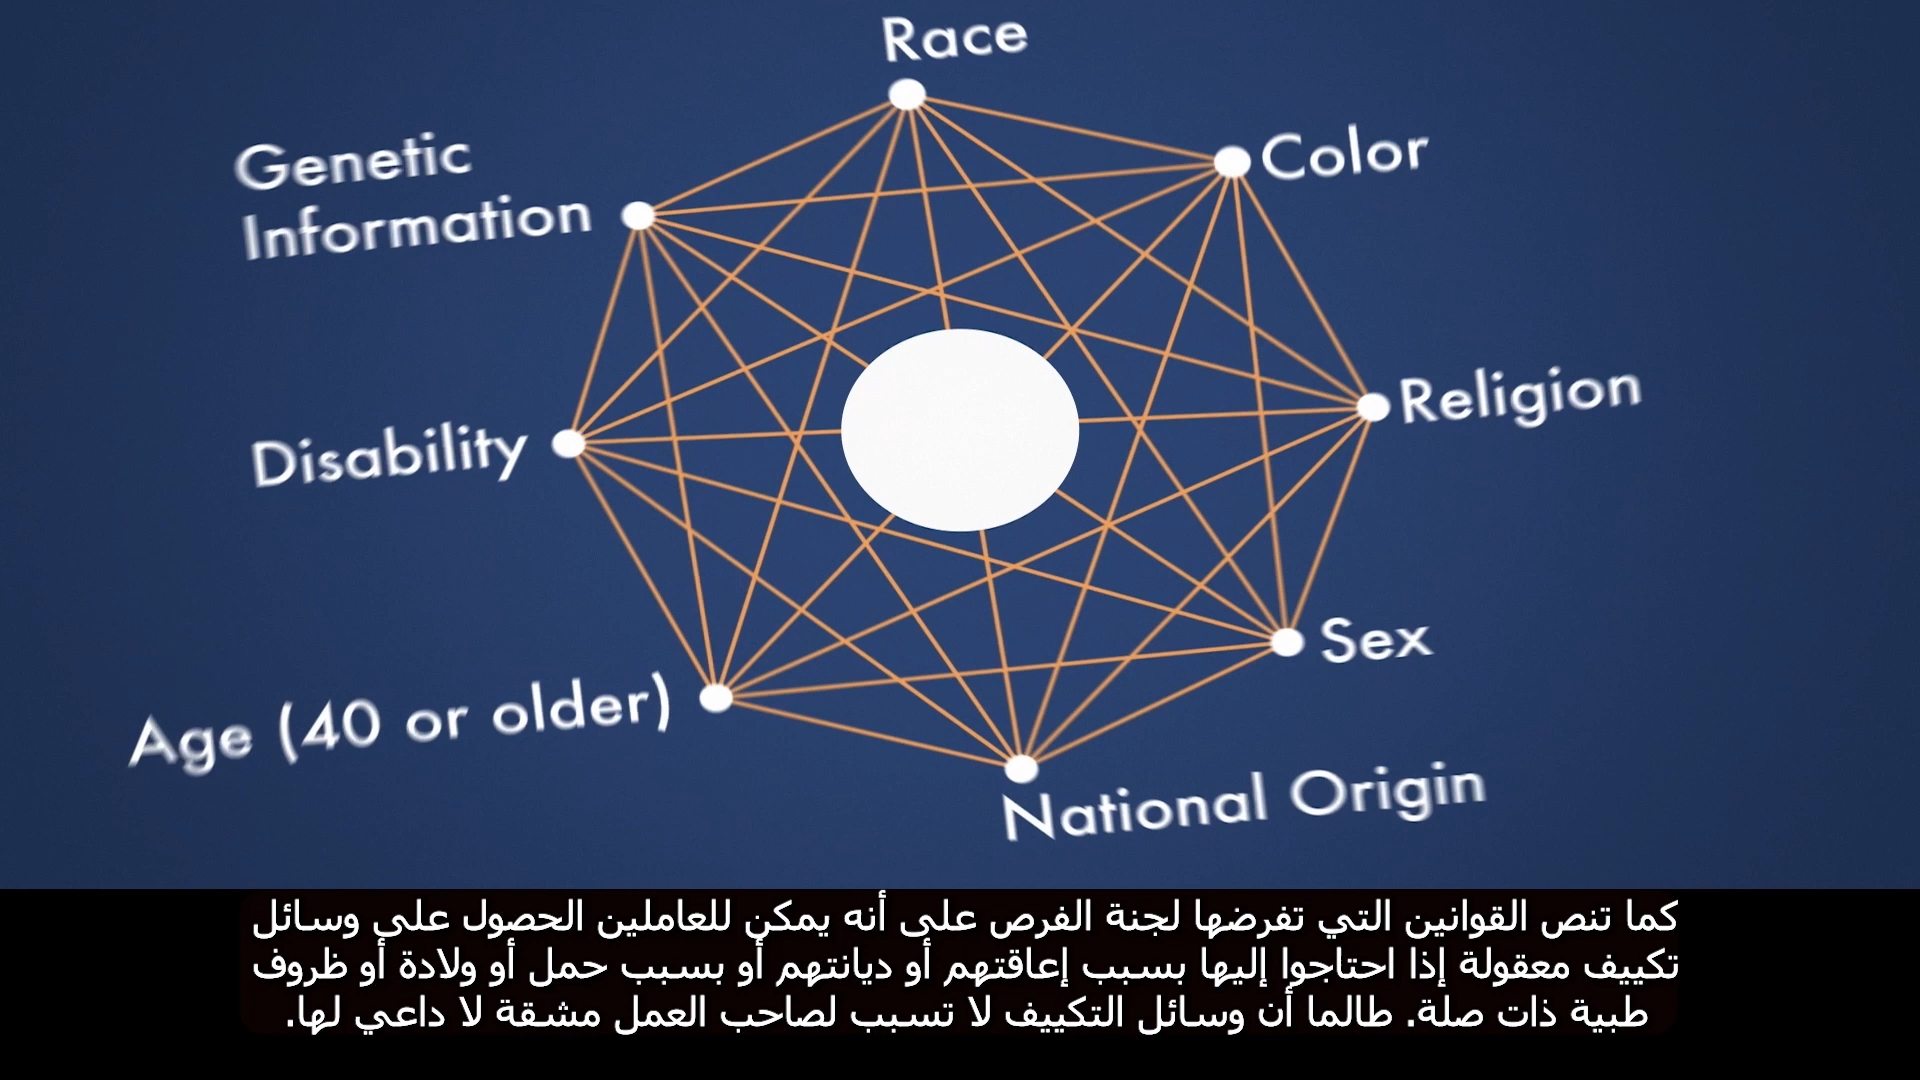 Race
Color
Genetic
Information
Religion
Disability
Sex
Age (40 or older)
National Origin
كما تنص القوانين التي تفرضها لجنة الفرص على أنه يمكن للعاملين الحصول على وسائل
تكييف معقولة إذا احتاجوا إليها بسبب إعاقتهم أو ديانتهم أو بسبب حمل أو ولادة أو ظروف
طبية ذات صلة. طالما أن وسائل التكييف لا تسبب لصاحب العمل مشقة لا داعي لها.